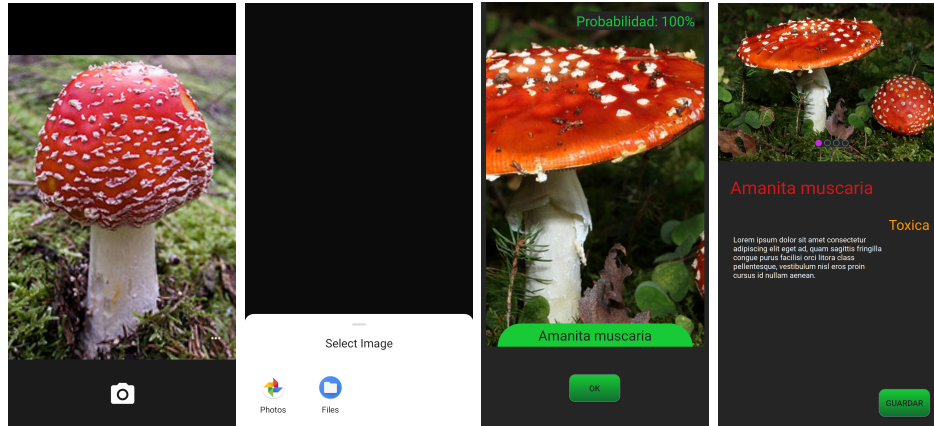 Select Image
Photos
Files
Probabilidad: 100%
Amanita muscaria
OK
Amanita muscaria
Toxica
Lorem ipsum dolor sit amet consectetur
adipiscing elit eget ad, quam sagittis fringilla
congue purus facilisi orci litora class
pellentesque, vestibulum nisl eros proin
cursus id nullam aenean.
GUARDAR